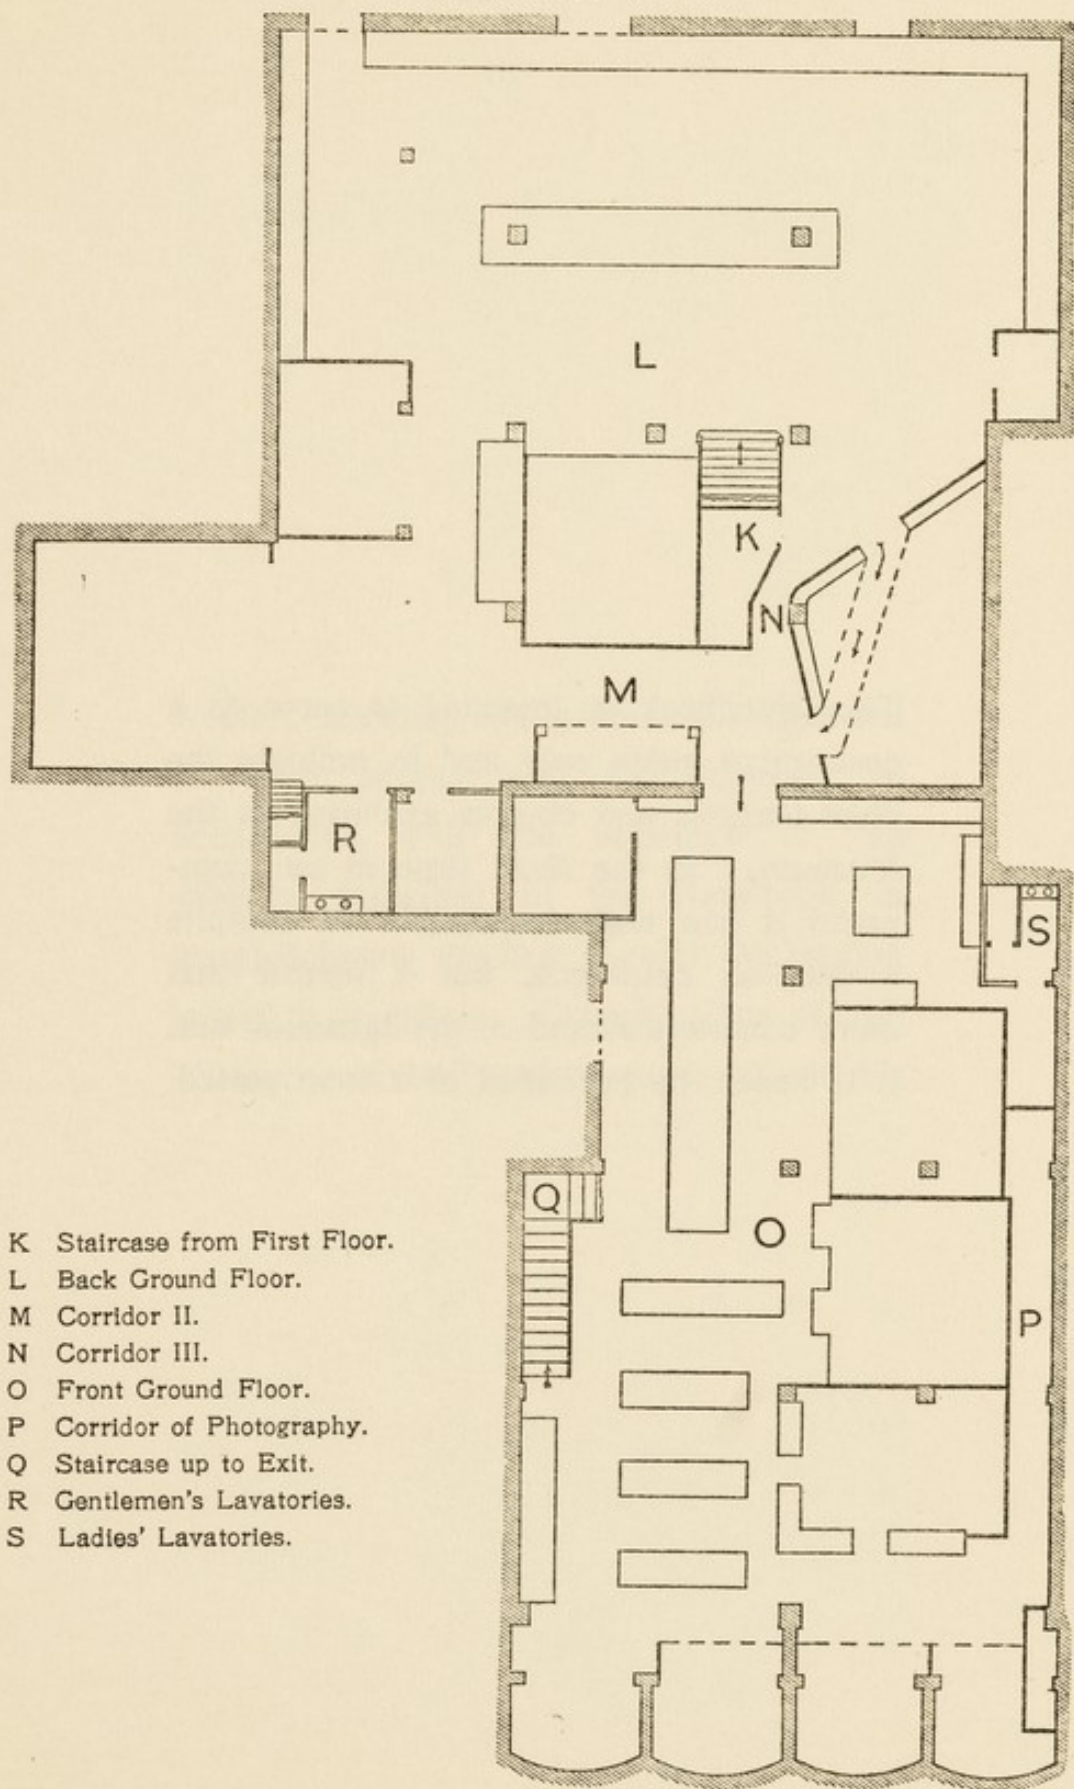 L
K
N
M
R
S
Q
O
P
K Staircase from First Floor.
L Back Ground Floor.
M Corridor II.
N Corridor III.
O Front Ground Floor.
P Corridor of Photography.
Q Staircase up to Exit.
R Gentlemen's Lavatories.
S Ladies' Lavatories.